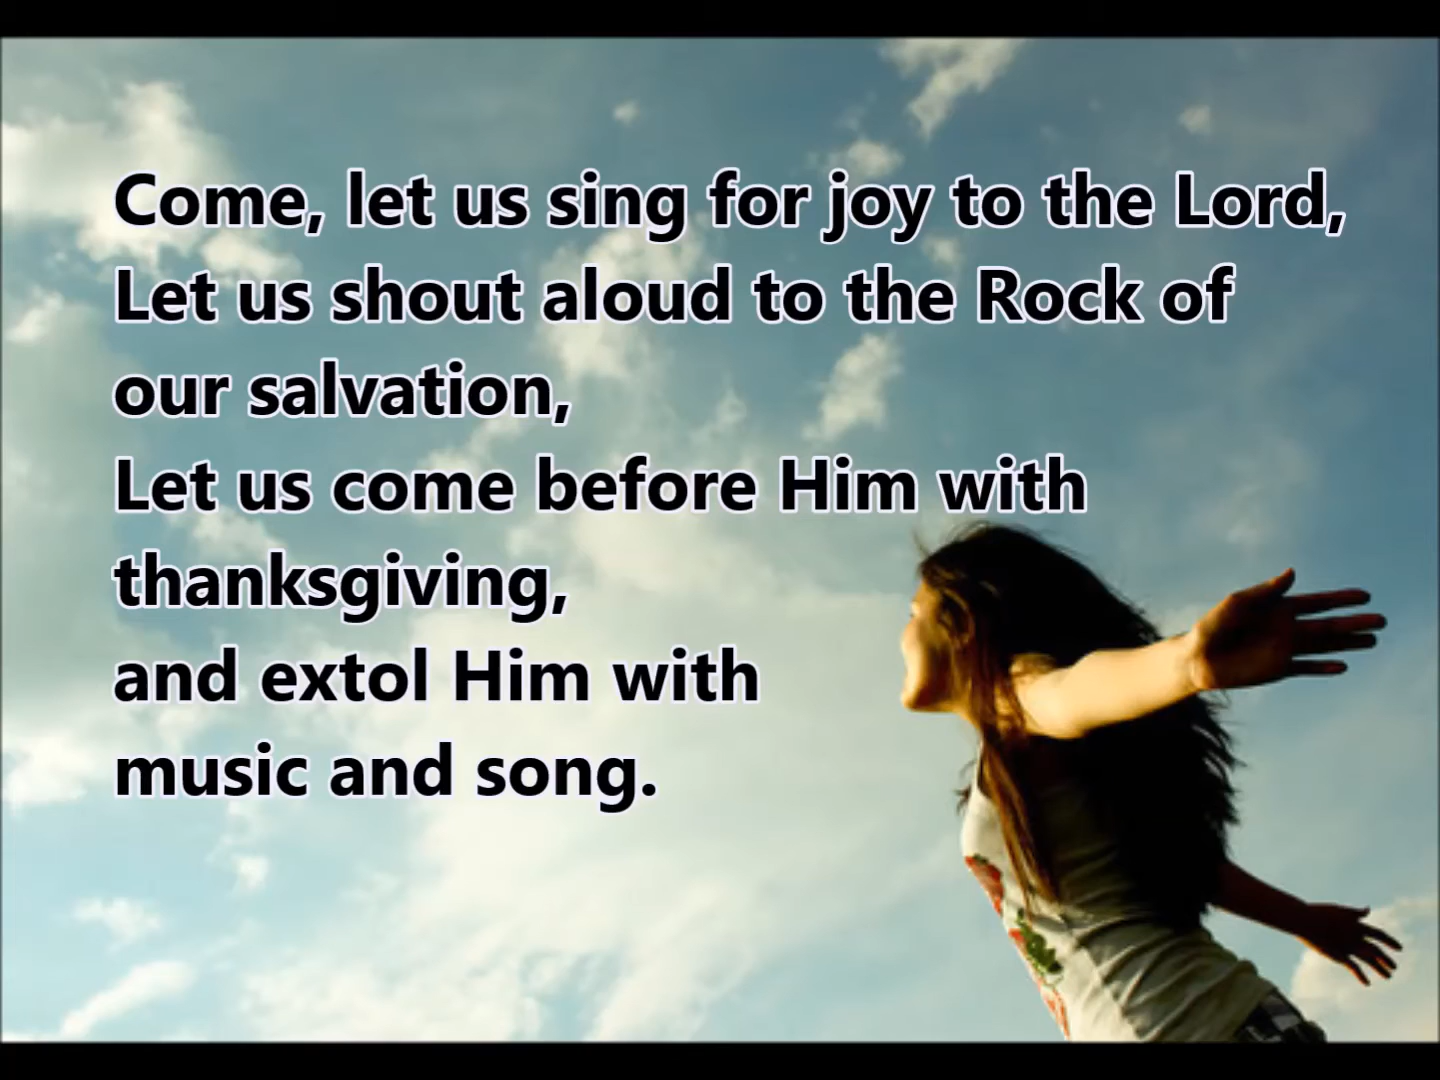 Come, let us sing for joy to the Lord,
Let us shout aloud to the Rock of
our salvation,
Let us come before Him with
thanksgiving,
and extol Him with
music and song.